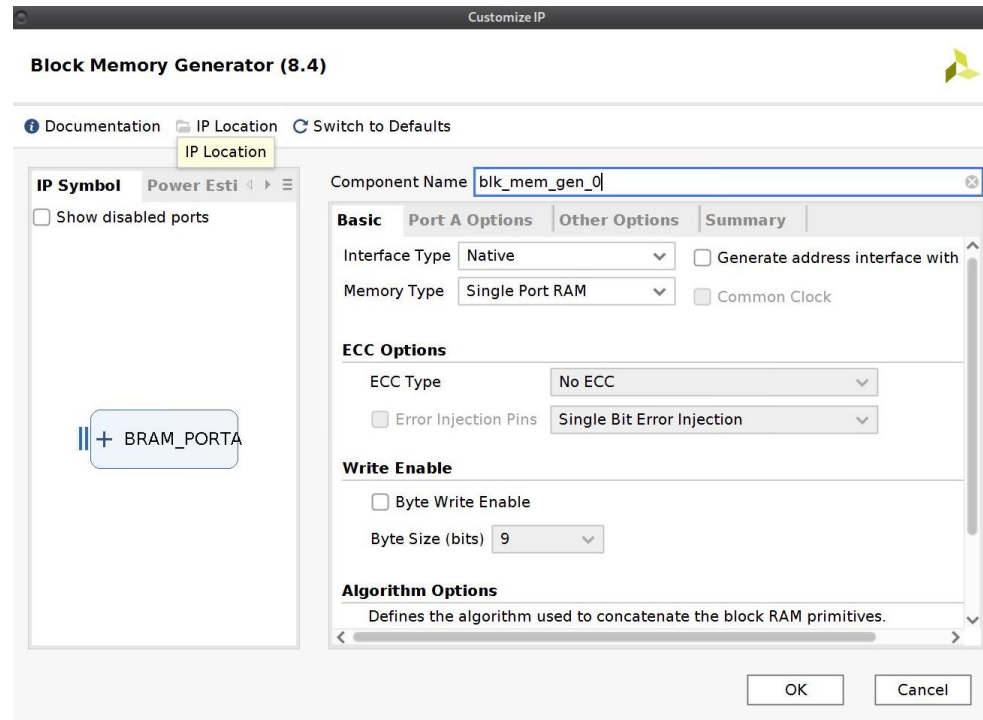 Customize IP
Block Memory Generator (8.4)
Documentation IP Location Switch to Defaults
IP Location
IP Symbol Power Esti
Show disabled ports
BRAM_PORTA
Component Name blk_mem_gen_0
Basic Port A Options Other Options Summary
Interface Type Native Generate address interface with
Memory Type Single Port RAM Common Clock
ECC Options
ECC Type No ECC
Error Injection Pins Single Bit Error Injection
Write Enable
Byte Write Enable
Byte Size (bits) 9
Algorithm Options
Defines the algorithm used to concatenate the block RAM primitives.
OK Cancel